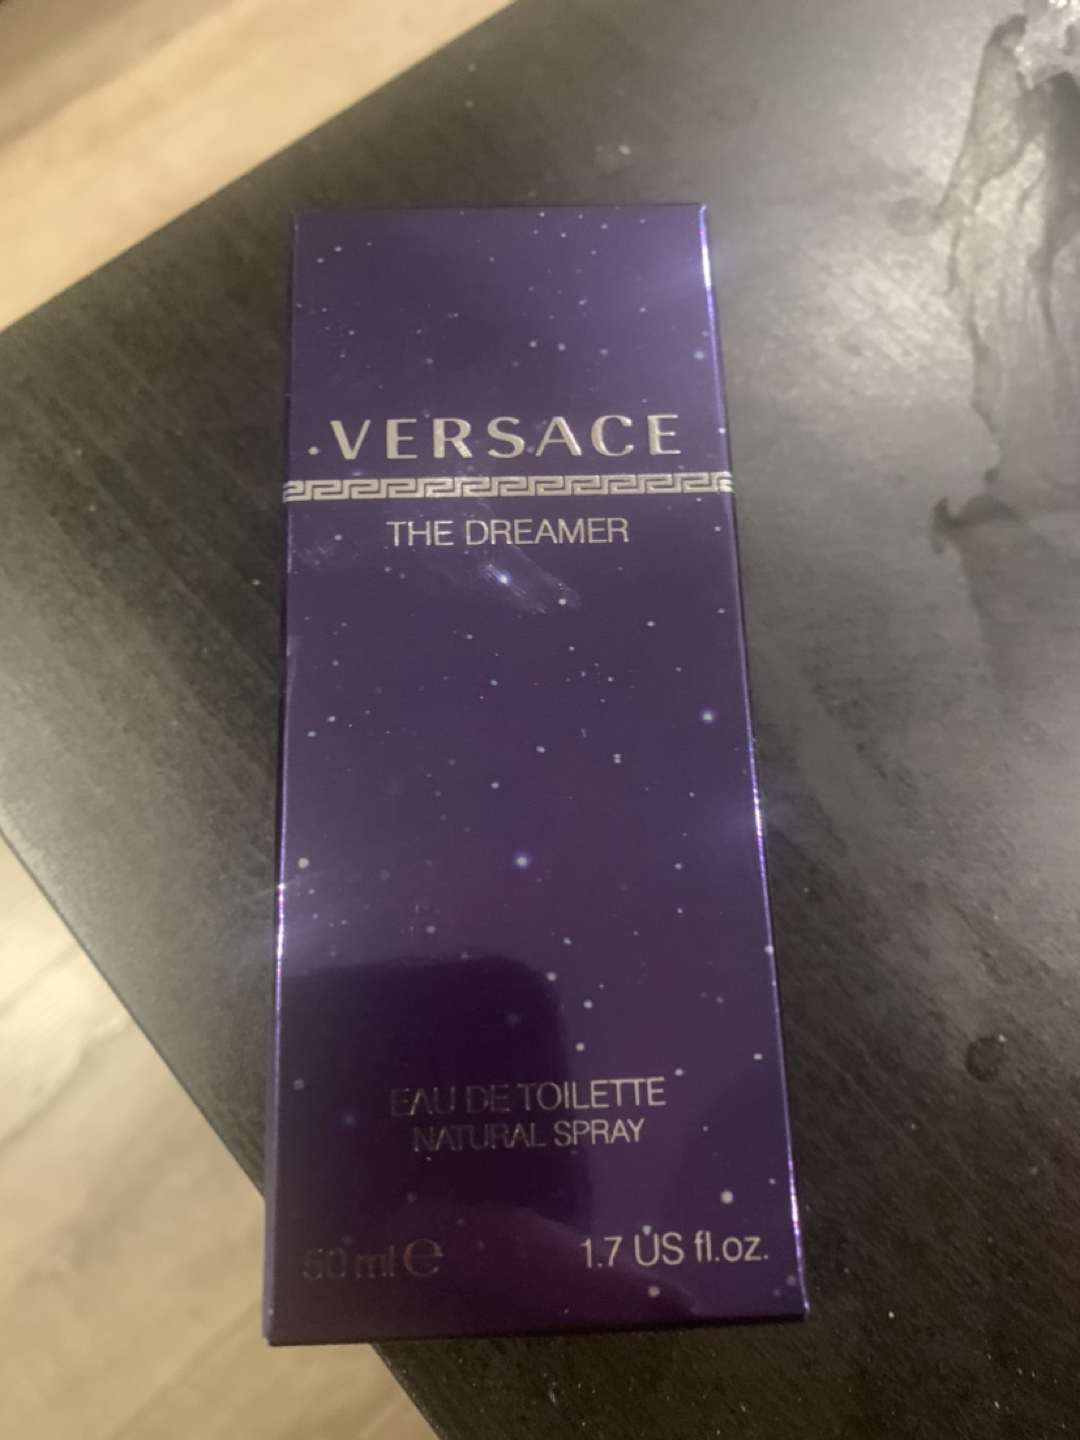 VERSACE
THE DREAMER
EAU DE TOILETTE
NATURAL SPRAY
50 ml ℮ 1.7 US fl.oz.